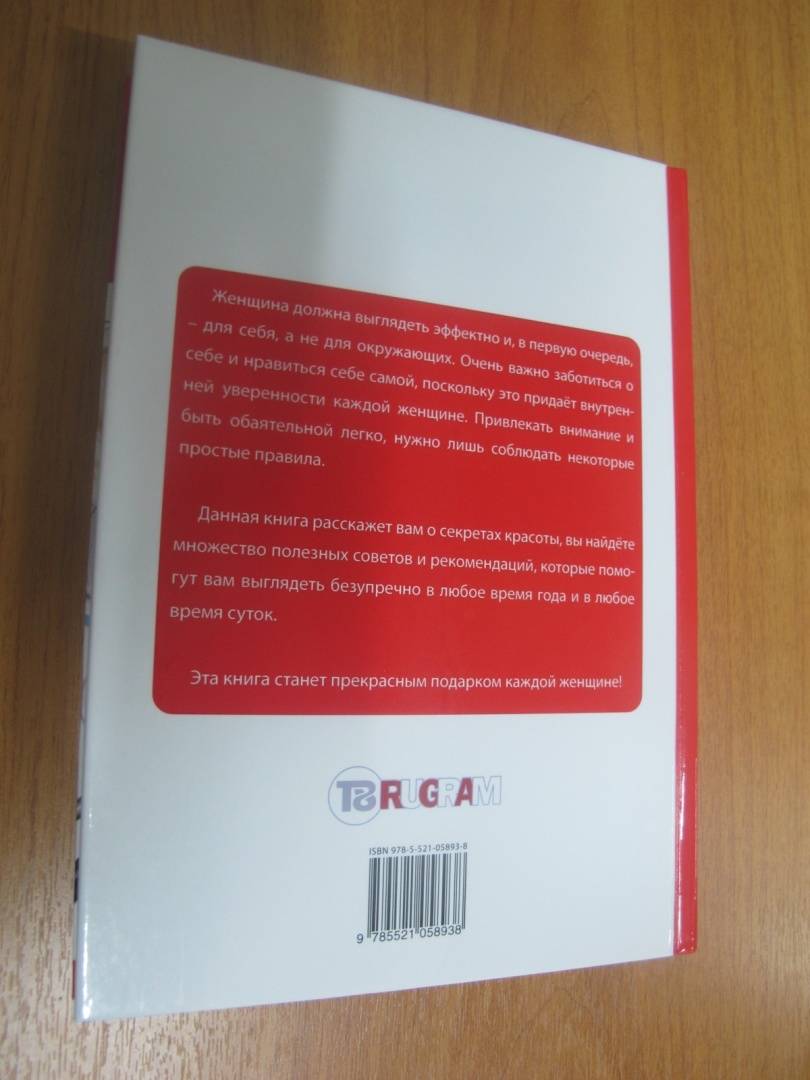 Женщина должна выглядеть эффектно и, в первую очередь,
– для себя, а не для окружающих. Очень важно заботиться о
себе и нравиться себе самой, поскольку это придаёт внутрен-
ней уверенности каждой женщине. Привлекать внимание и
быть обаятельной легко, нужно лишь соблюдать некоторые
простые правила.
Данная книга расскажет вам о секретах красоты, вы найдёте
множество полезных советов и рекомендаций, которые помо-
гут вам выглядеть безупречно в любое время года и в любое
время суток.
Эта книга станет прекрасным подарком каждой женщине!
T8 RUGRAM
ISBN 978-5-521-05893-8
9 785521 058938